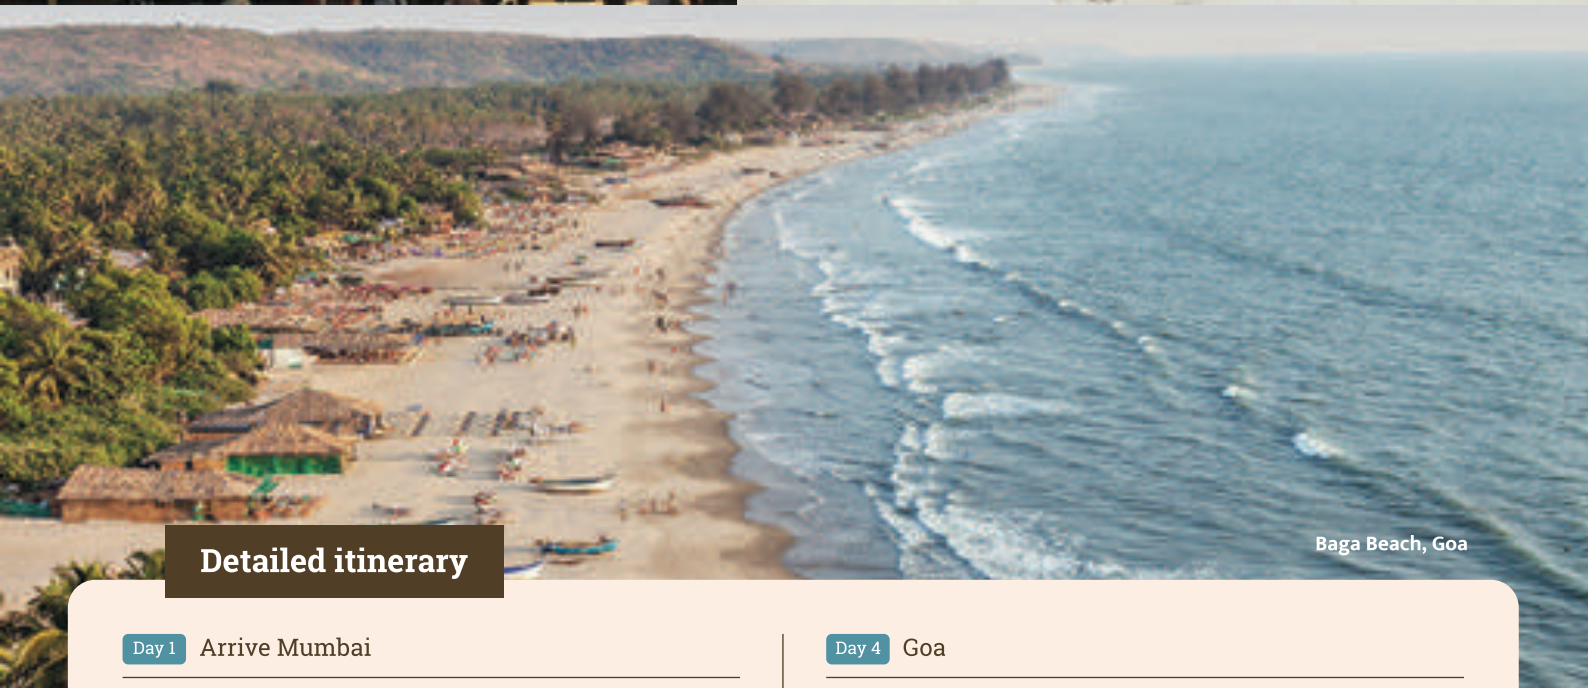 Baga Beach, Goa
Detailed itinerary
Day 1 Arrive Mumbai
Day 4 Goa